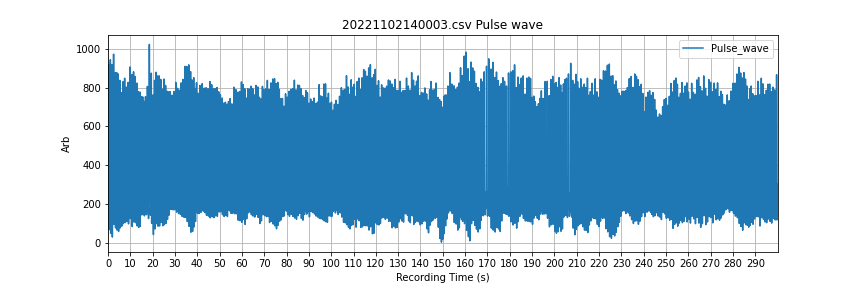 20221102140003.csv Pulse wave
Pulse_wave
1000
800
600
400
200
0
Arb
0 10 20 30 40 50 60 70 80 90 100 110 120 130 140 150 160 170 180 190 200 210 220 230 240 250 260 270 280 290
Recording Time (s)